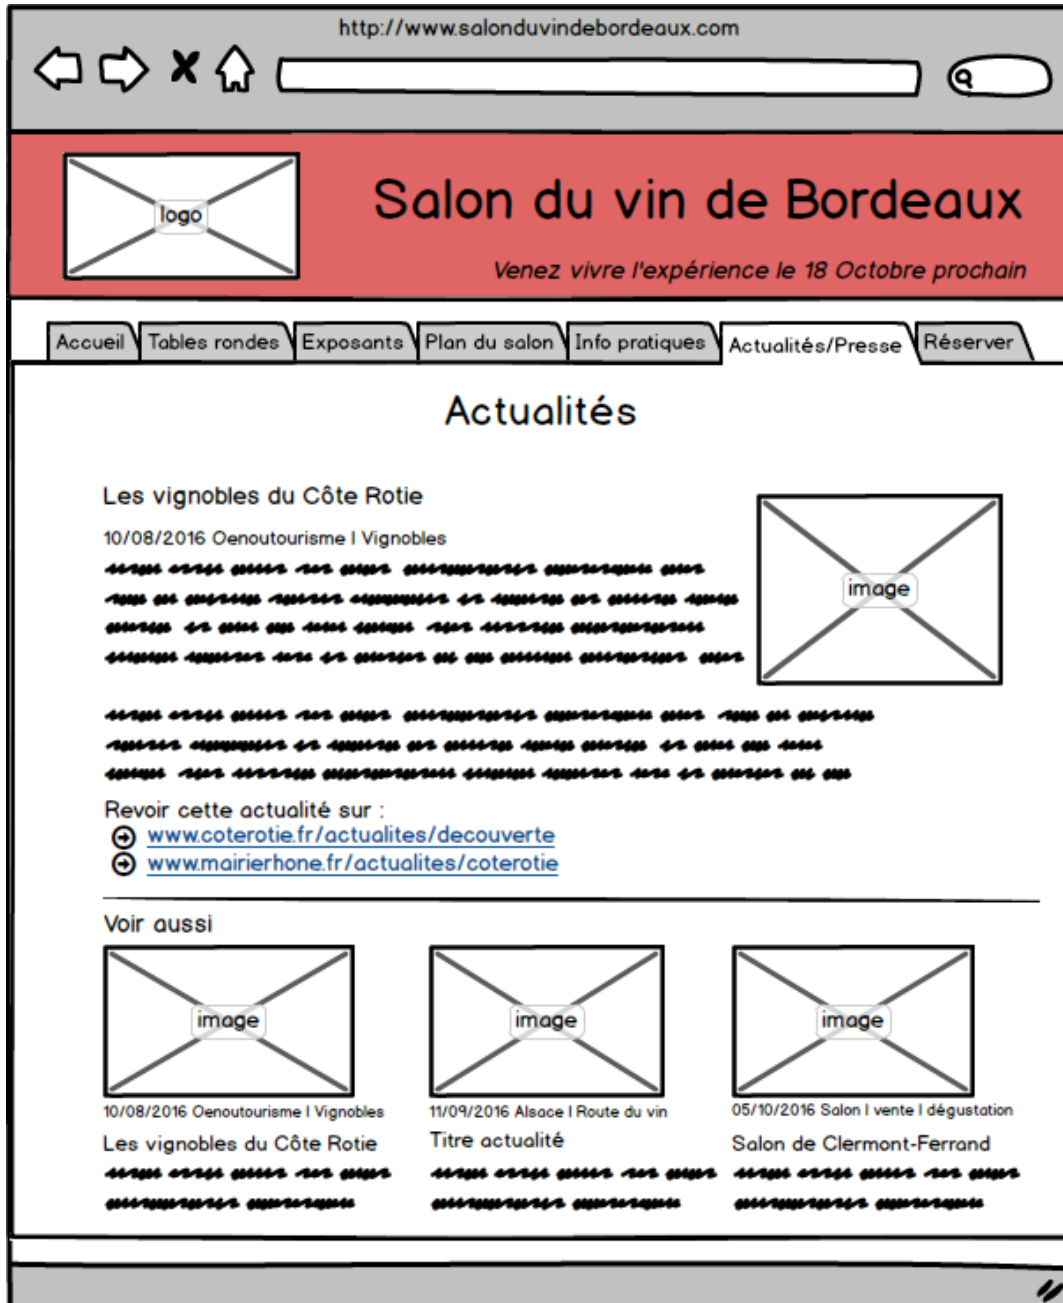 http://www.salonduvindebordeaux.com
logo
Salon du vin de Bordeaux
Venez vivre l'expérience le 18 Octobre prochain
Accueil Tables rondes Exposants Plan du salon Info pratiques Actualités/Presse Réserver
Actualités
Les vignobles du Côte Rotie
10/08/2016 Oenoutourisme | Vignobles
image
Revoir cette actualité sur :
www.coterotie.fr/actualites/decouverte
www.mairierhone.fr/actualites/coterotie
Voir aussi
image image image
10/08/2016 Oenoutourisme | Vignobles 11/09/2016 Alsace | Route du vin 05/10/2016 Salon | vente | dégustation
Les vignobles du Côte Rotie Titre actualité Salon de Clermont-Ferrand